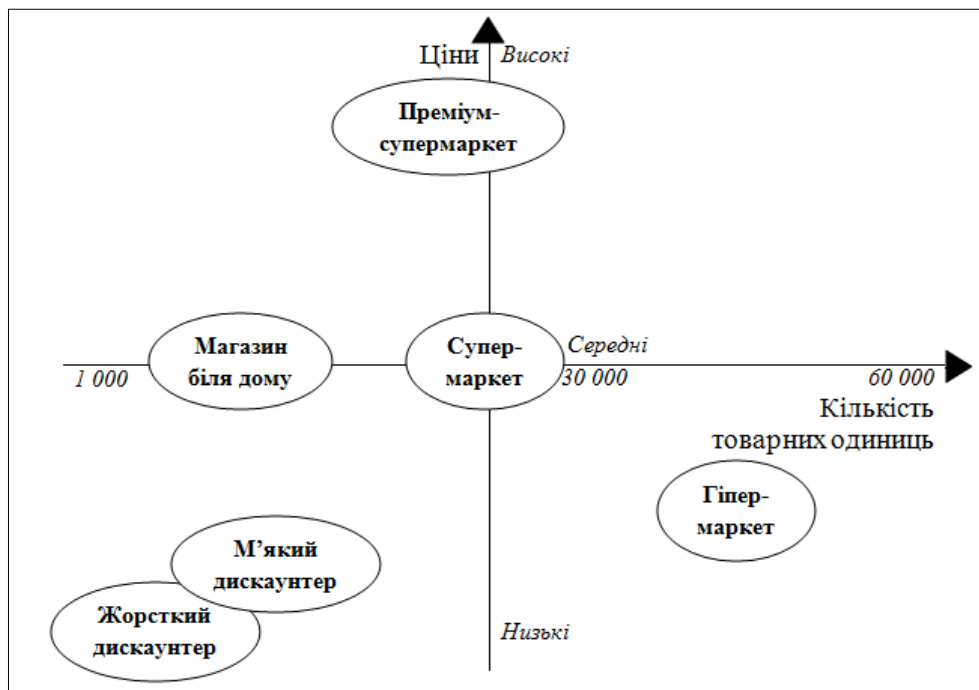 Ціни
Високі
Преміум-
супермаркет
Магазин
біля дому
Супер-
маркет
Середні
1 000
30 000
60 000
Кількість
товарних одиниць
Гіпер-
маркет
М’який
дискаунтер
Жорсткий
дискаунтер
Низькі